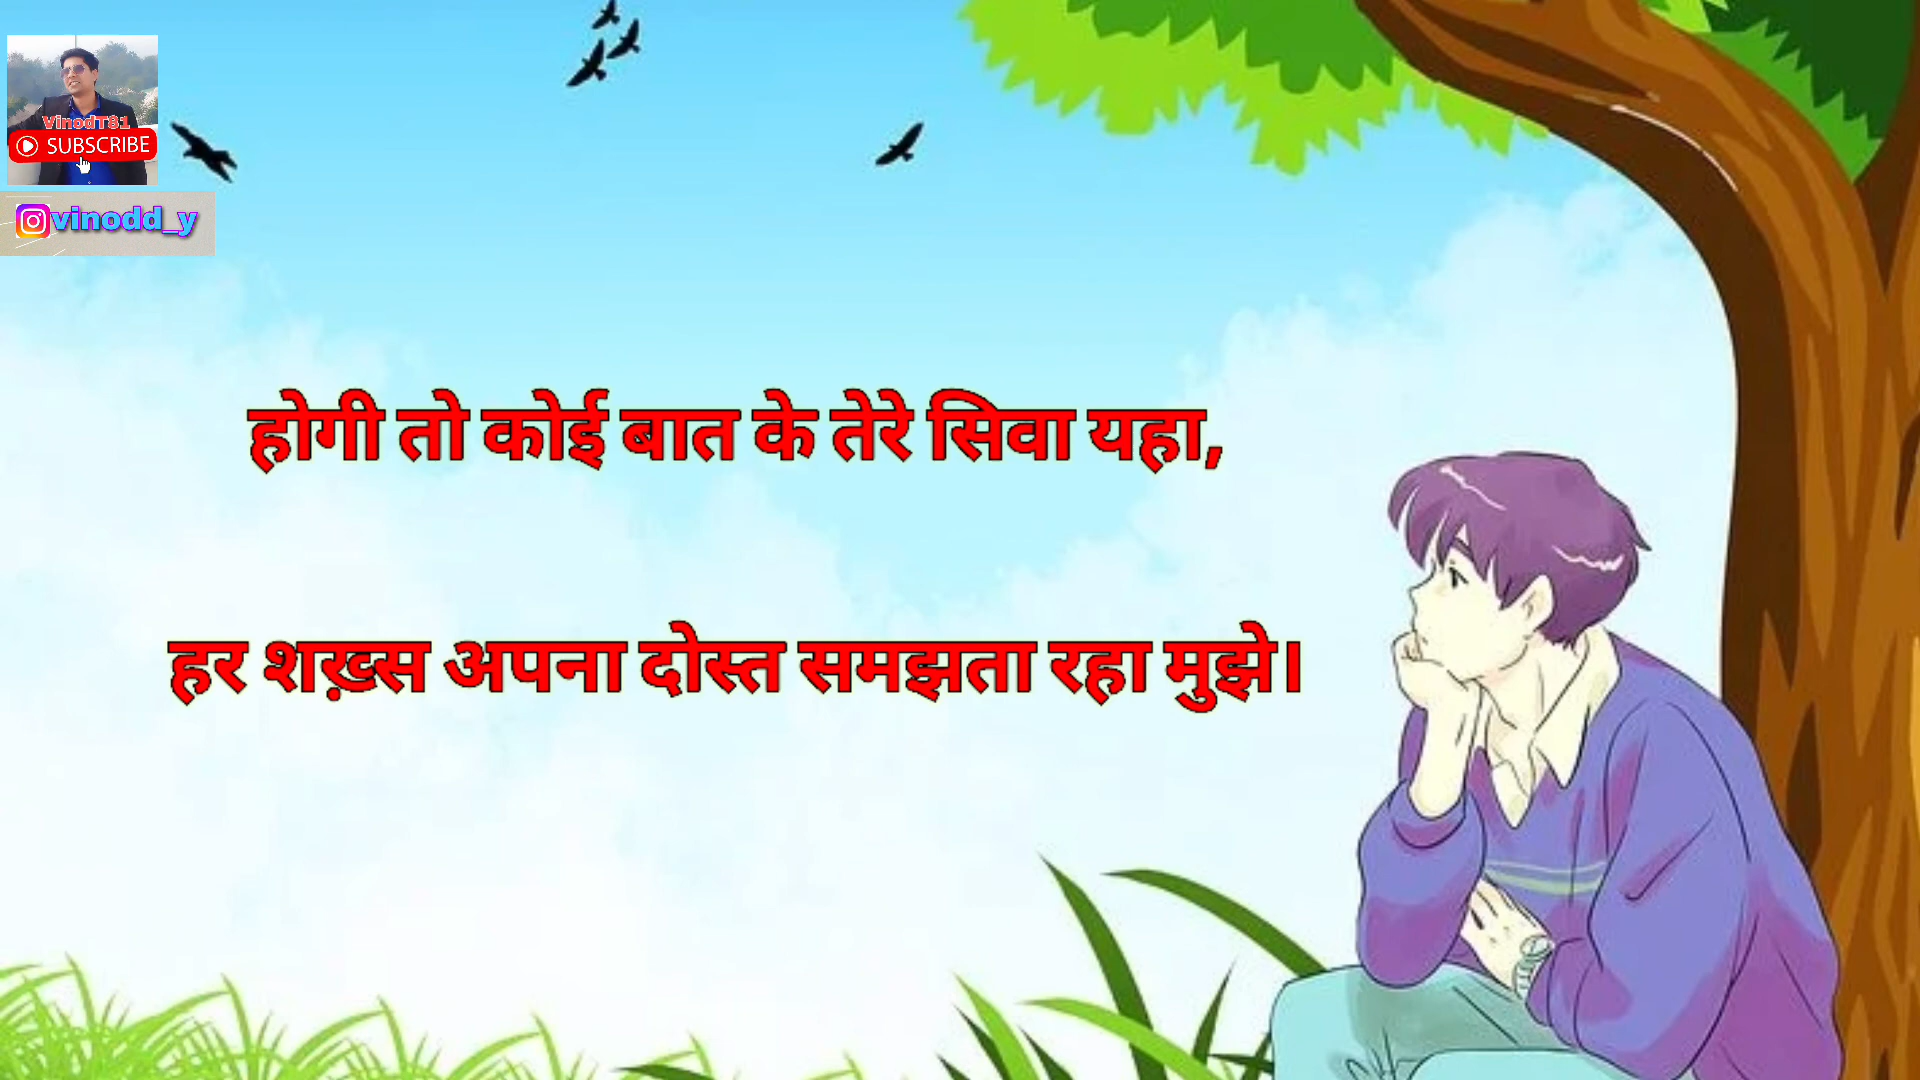 VinodT81
SUBSCRIBE
vinodd_y
होगी तो कोई बात के तेरे सिवा यहा,
हर शख़्स अपना दोस्त समझता रहा मुझे।